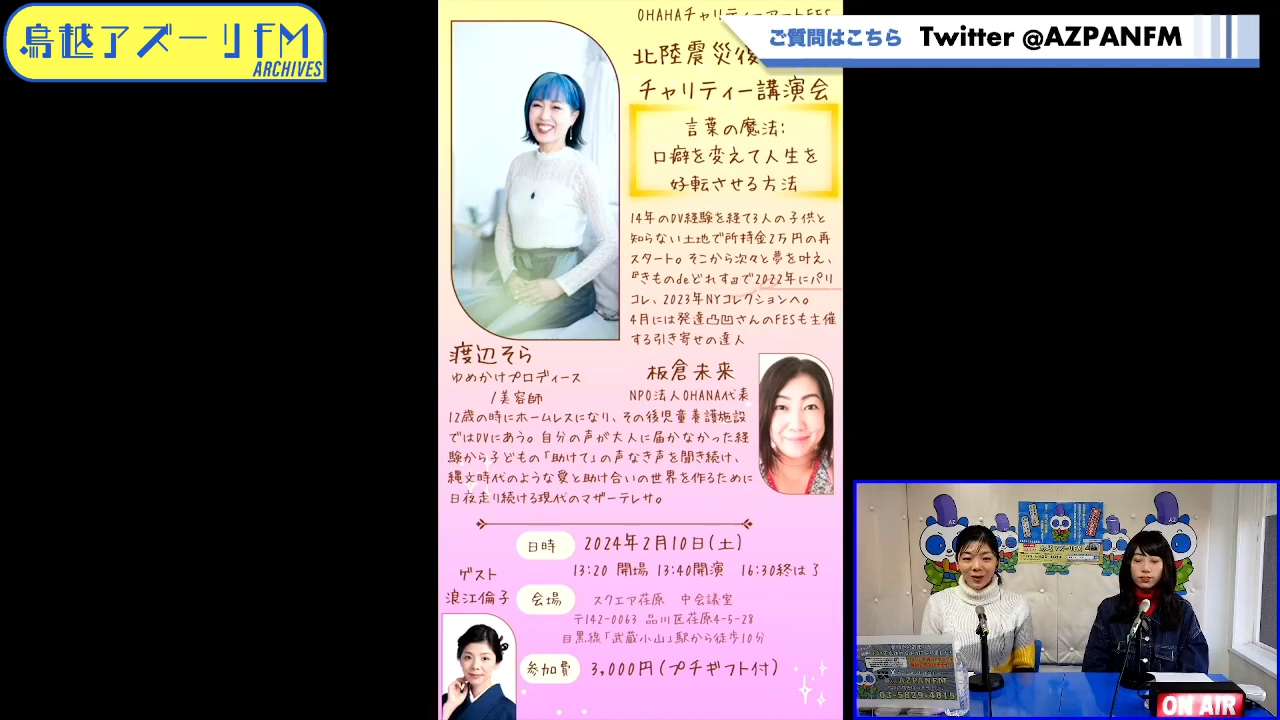 鳥越アズーリFM
ARCHIVES
ご質問はこちら Twitter @AZPANFM
OHAHAチャリティーアートFES
北陸震災復
チャリティー講演会
言葉の魔法:
口癖を変えて人生を
好転させる方法
14年のDV経験を経て3人の子供と
知らない土地で所持金2万円の再
スタート。そこから次々と夢を叶え、
『きものdeどれす』で2022年にパリ
コレ、2023年NYコレクションへ。
4月には発達凸凹さんのFESも主催
する引き寄せの達人
渡辺そら
ゆめかけプロデイース
/美容師
板倉未来
NPO法人OHANA代表
12歳の時にホームレスになり、その後児童養護施設
ではDVにあう。自分の声が大人に届かなかった経
験から子どもの「助けて」の声なき声を聞き続け、
縄文時代のような愛と助け合いの世界を作るために
日夜走り続ける現代のマザーテレサ。
日時 2024年2月10日(土)
13:20 開場 13:40開演 16:30終了
ゲスト
浪江倫子
会場 スクエア荏原 中会議室
〒142-0063 品川区荏原4-5-28
目黒線「武蔵小山」駅から徒歩10分
参加費 3,000円(プチギフト付)
鳥越アズーリFM
@AZPANFM
03-5829-4815
ON AIR